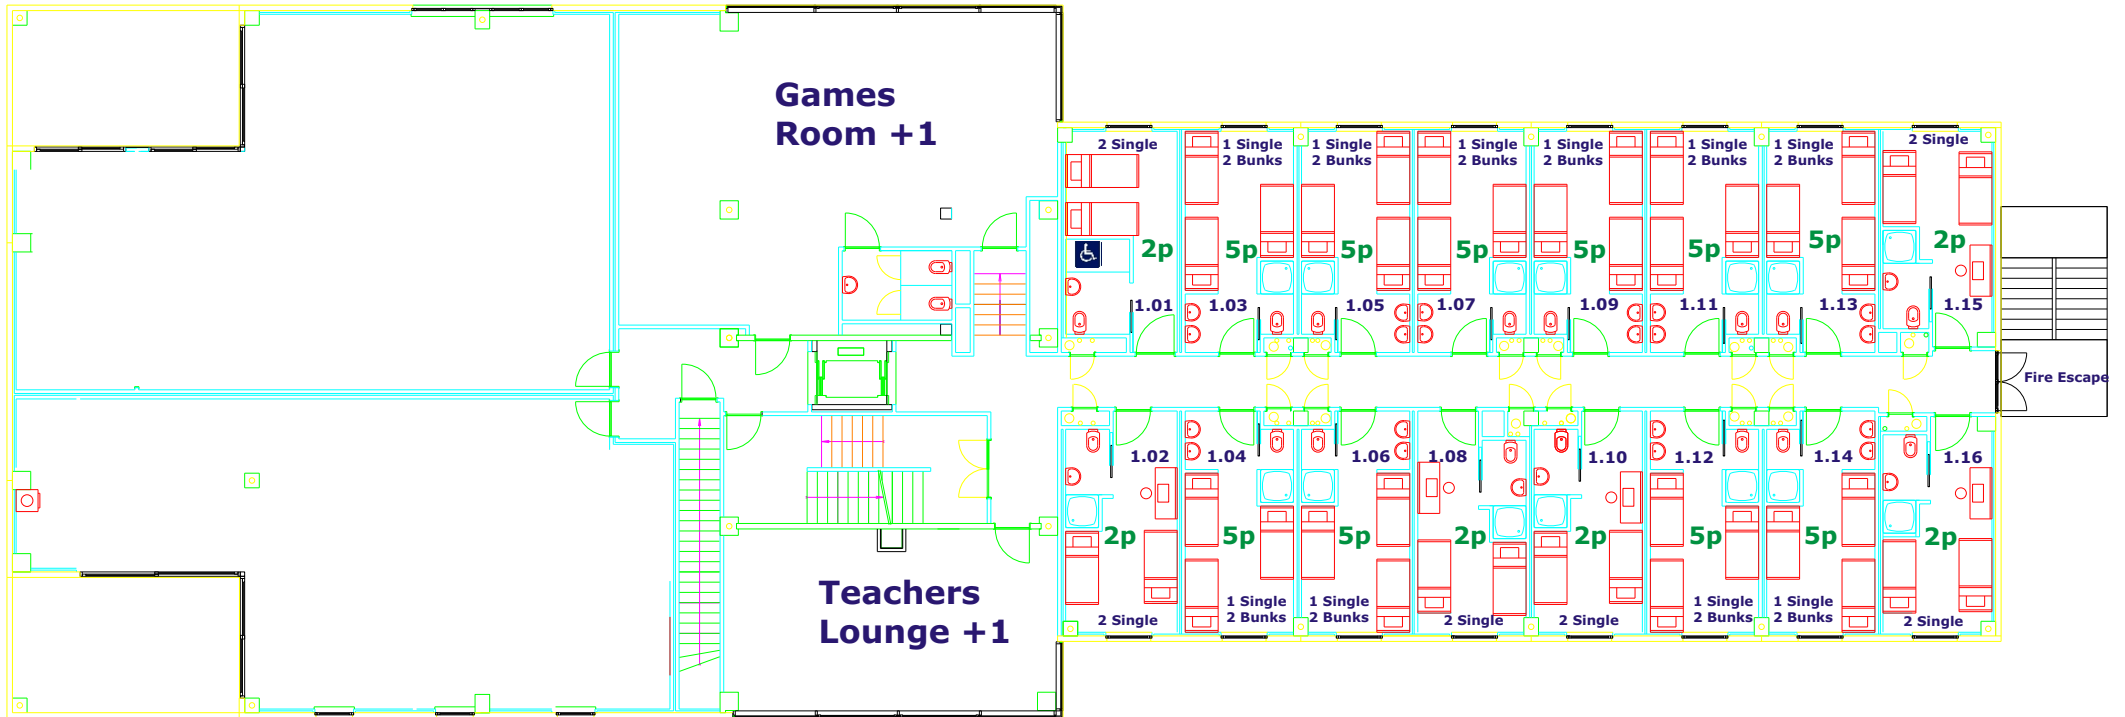 Games
Room +1
2 Single
1 Single
2 Bunks
1 Single
2 Bunks
1 Single
2 Bunks
1 Single
2 Bunks
1 Single
2 Bunks
1 Single
2 Bunks
2 Single
2p
5p
5p
5p
5p
5p
5p
2p
1.01
1.03
1.05
1.07
1.09
1.11
1.13
1.15
Fire Escape
1.02
1.04
1.06
1.08
1.10
1.12
1.14
1.16
2p
5p
5p
2p
2p
5p
5p
2p
Teachers
Lounge +1
2 Single
1 Single
2 Bunks
1 Single
2 Bunks
2 Single
2 Single
1 Single
2 Bunks
1 Single
2 Bunks
2 Single